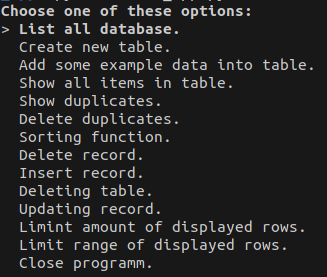 Choose one of these options:
> List all database.
Create new table.
Add some example data into table.
Show all items in table.
Show duplicates.
Delete duplicates.
Sorting function.
Delete record.
Insert record.
Deleting table.
Updating record.
Limint amount of displayed rows.
Limit range of displayed rows.
Close programm.